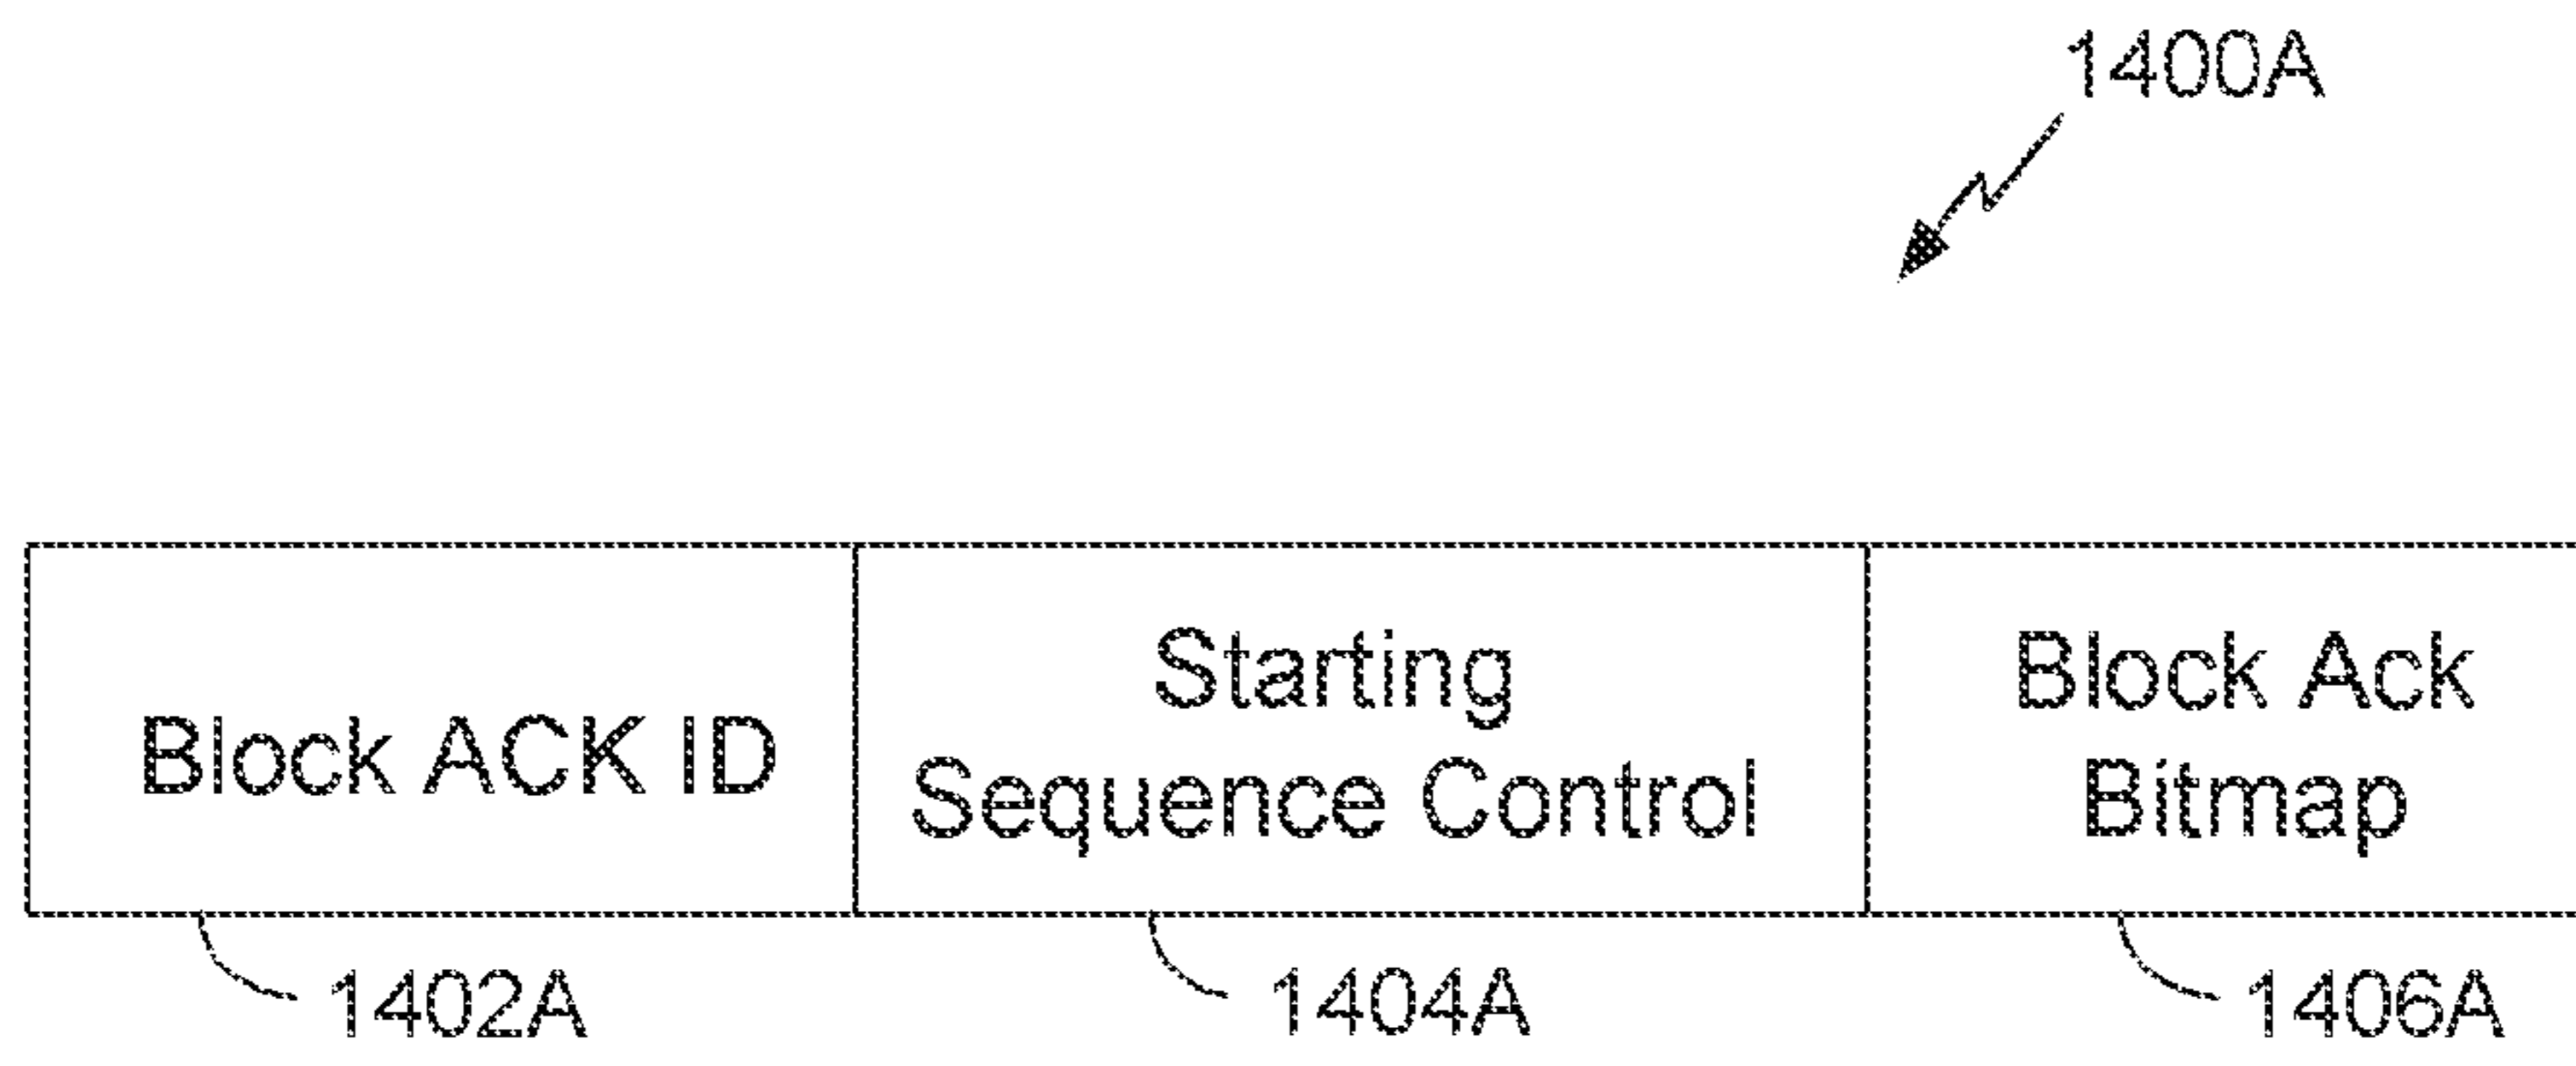 1400A
Block ACK ID
Starting
Sequence Control
Block Ack
Bitmap
1402A
1404A
1406A